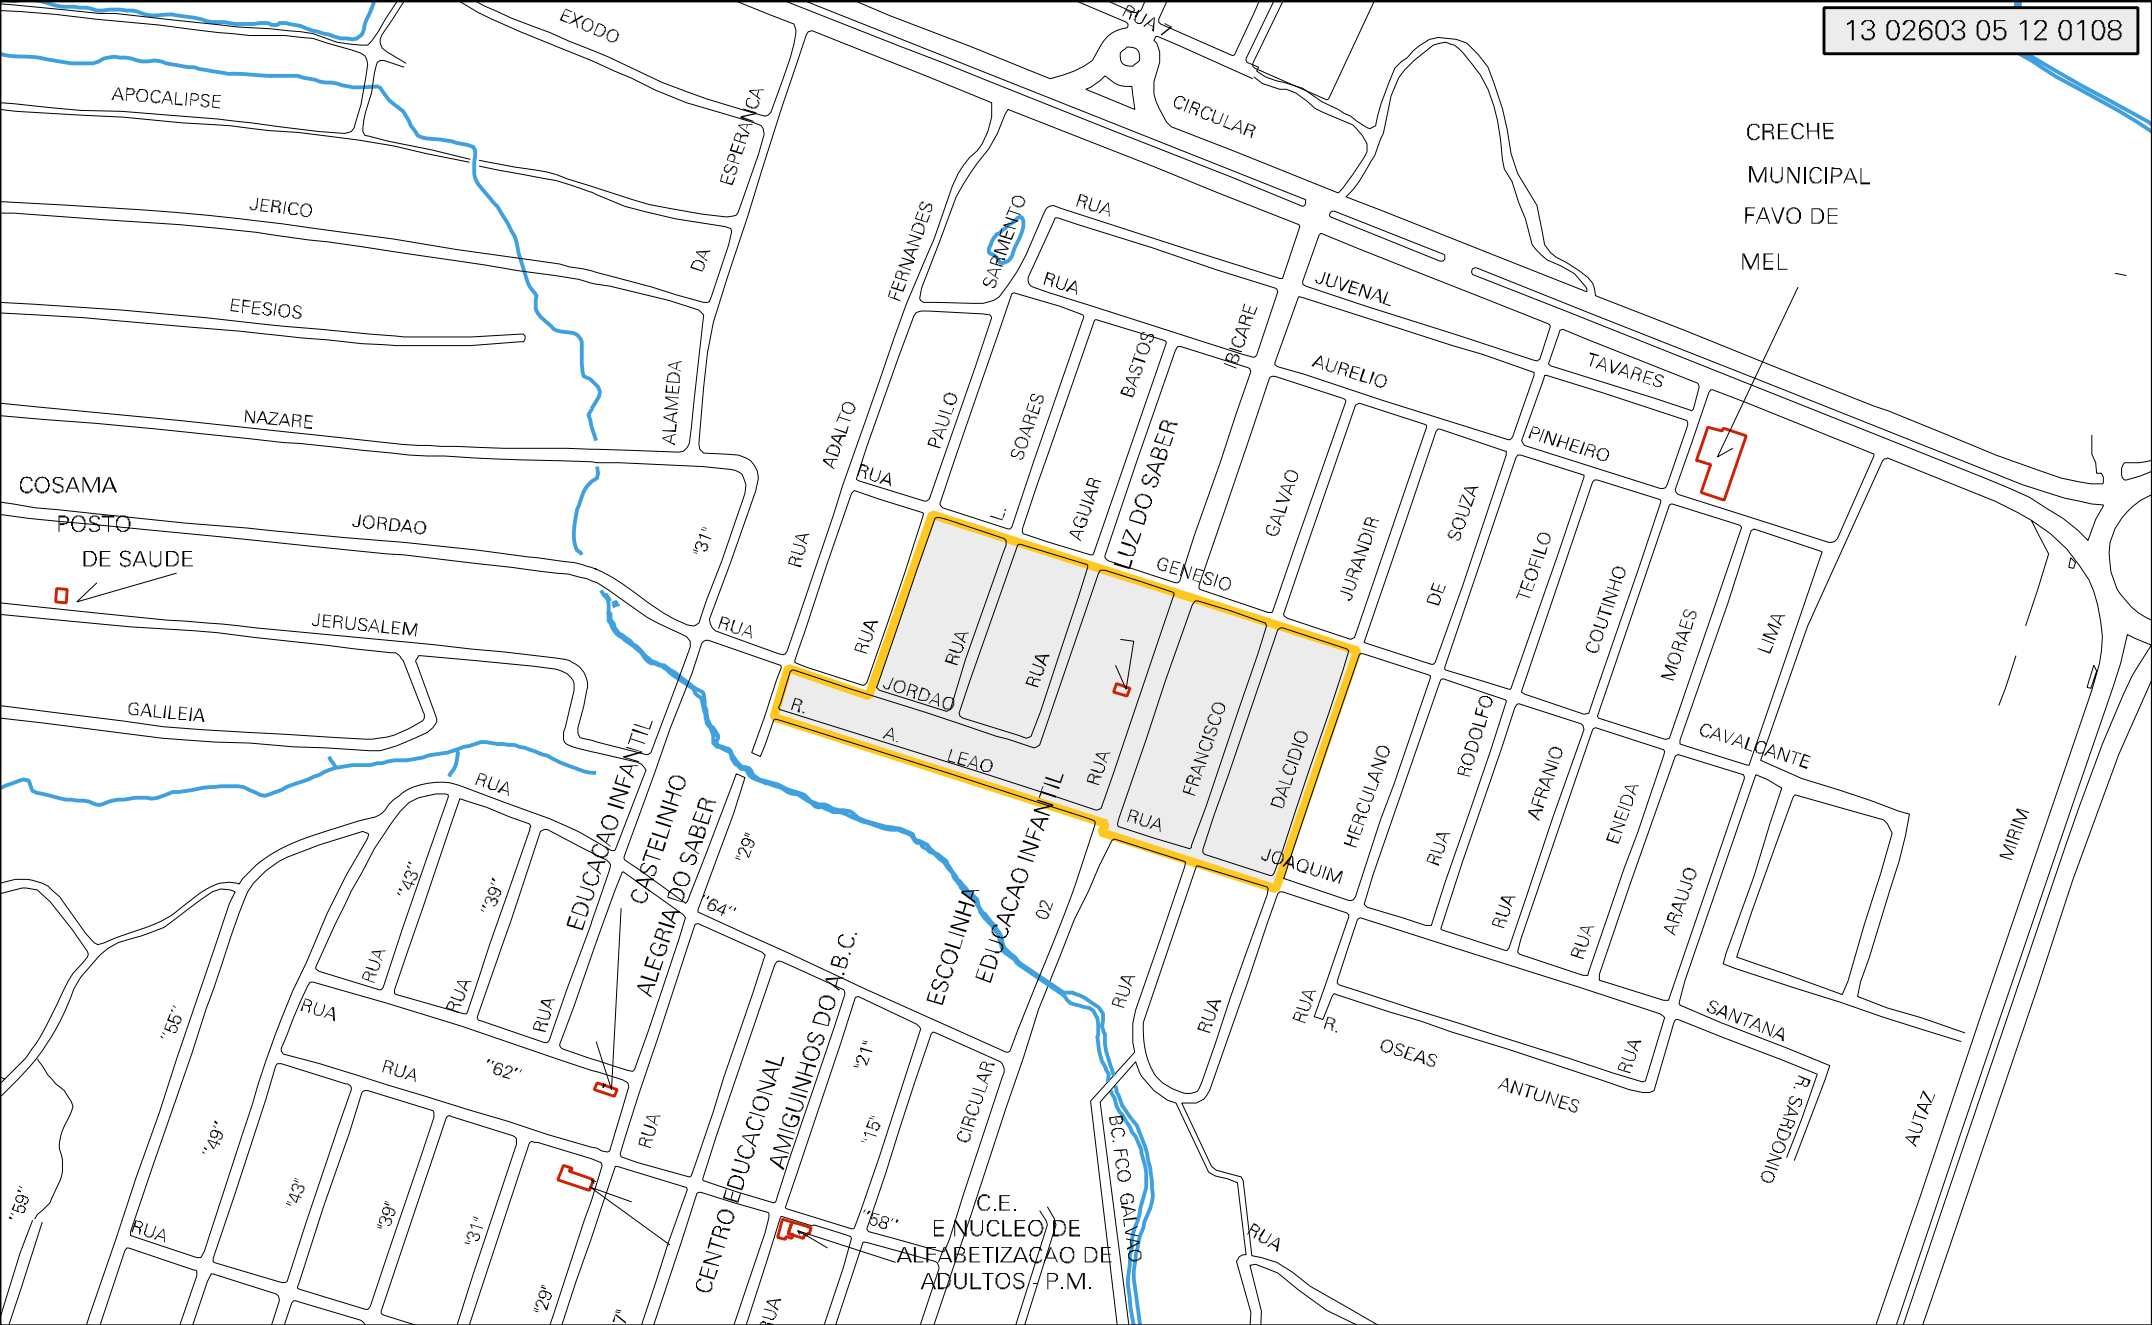 13 02603 05 12 0108
EXODO
RUA 7
APOCALIPSE
CIRCULAR
CRECHE
MUNICIPAL
FAVO DE
MEL
JERICO
EFESIOS
NAZARE
ALAMEDA DA ESPERANCA
COSAMA
POSTO
DE SAUDE
JORDAO
JERUSALEM
GALILEIA
"31"
RUA ADALTO FERNANDES
RUA PAULO SARMENTO
RUA L. SOARES
RUA AGUIAR BASTOS
LUZ DO SABER
RUA
RUA
IBICARE
JUVENAL
TAVARES
AURELIO
PINHEIRO
RUA
GENESIO
CAVALCANTE
RUA FRANCISCO GALVAO
DALCIDIO JURANDIR
HERCULANO DE SOUZA
RUA RODOLFO TEOFILO
RUA AFRANIO COUTINHO
RUA ENEIDA MORAES
ARAUJO LIMA
RUA
JORDAO
R.
A.
LEAO
RUA
JOAQUIM
SANTANA
RUA
RUA
RUA
RUA
R.
OSEAS
ANTUNES
R. SARDONIO
AUTAZ
MIRIM
EDUCACAO INFANTIL
CASTELINHO
ALEGRIA DO SABER
ESCOLINHA
EDUCACAO INFANTIL
02
RUA
"64"
"29"
RUA "43"
RUA "39"
RUA
RUA
"62"
RUA
RUA
"55"
"49"
"59"
"43"
"39"
"31"
"29"
RUA
CENTRO EDUCACIONAL
AMIGUINHOS DO A.B.C.
"21"
"15"
CIRCULAR
"58"
C.E.
E NUCLEO DE
ALFABETIZACAO DE
ADULTOS - P.M.
BC. FCO GALVAO
RUA
RUA